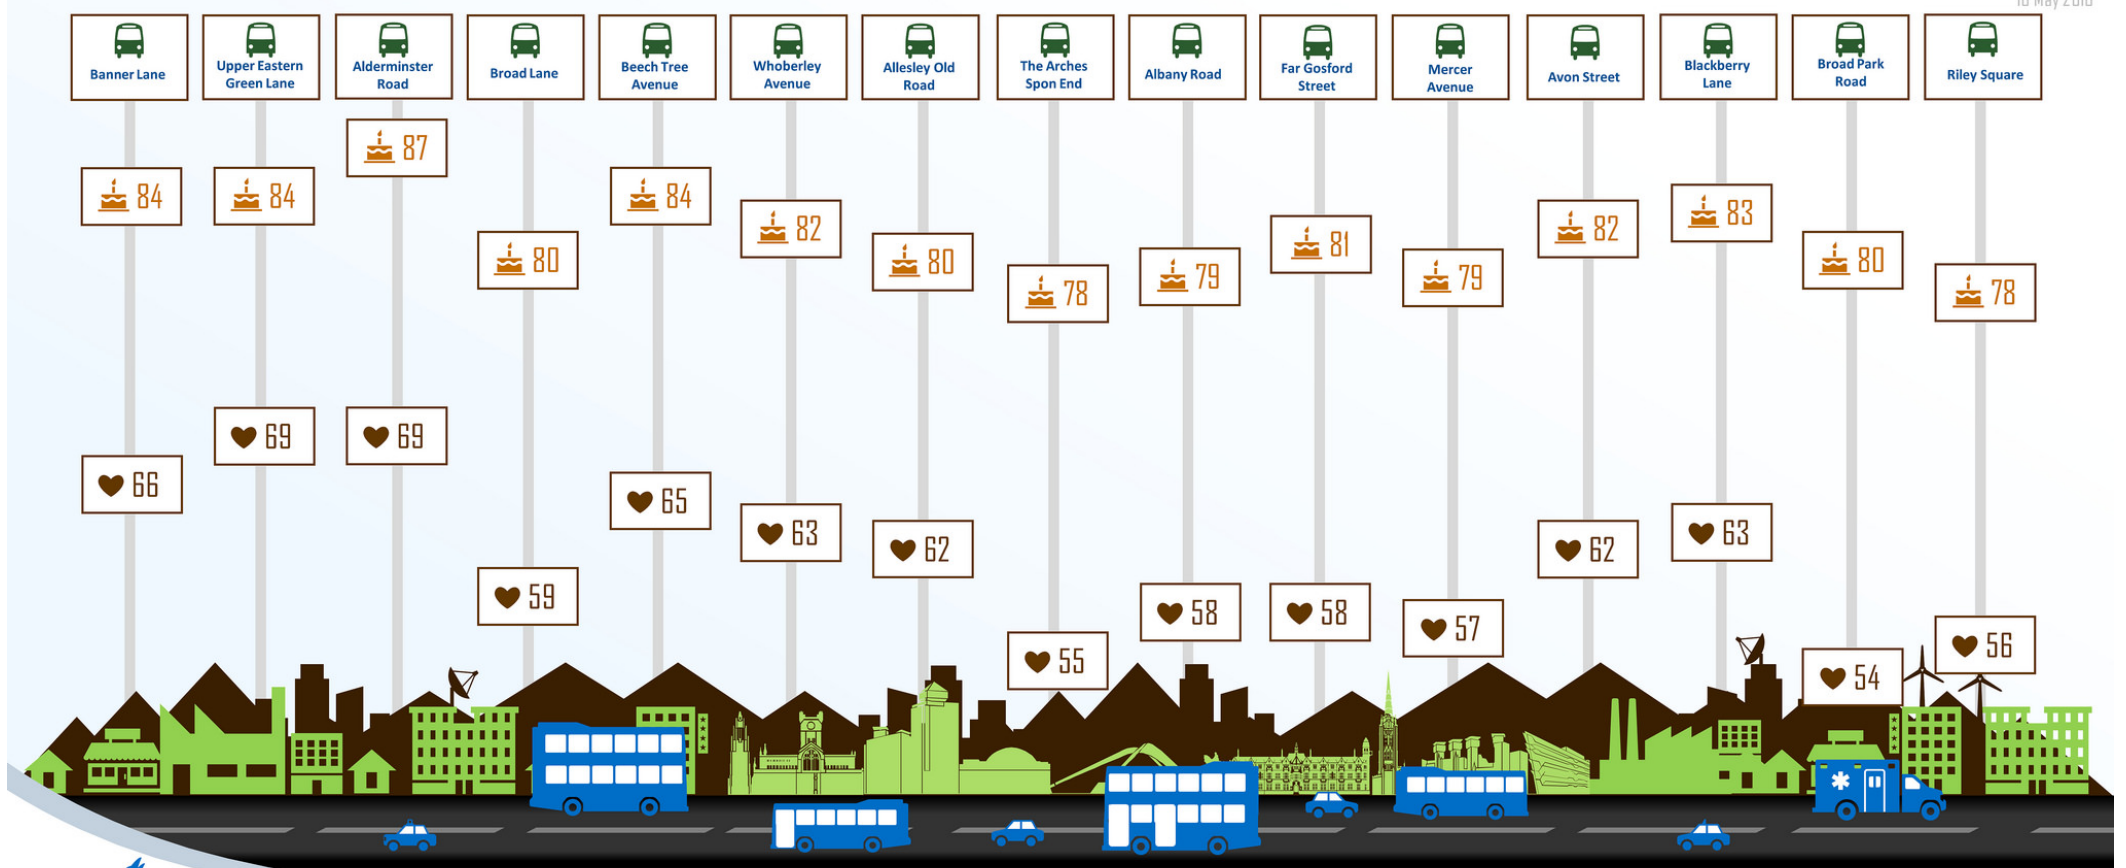 Banner Lane
Upper Eastern
Green Lane
Alderminster
Road
Broad Lane
Beech Tree
Avenue
Whoberley
Avenue
Allesley Old
Road
The Arches
Spon End
Albany Road
Far Gosford
Street
Mercer
Avenue
Avon Street
Blackberry
Lane
Broad Park
Road
Riley Square
84
84
87
80
84
82
80
78
79
81
79
82
83
80
78
66
69
69
59
65
63
62
55
58
58
57
62
63
54
56